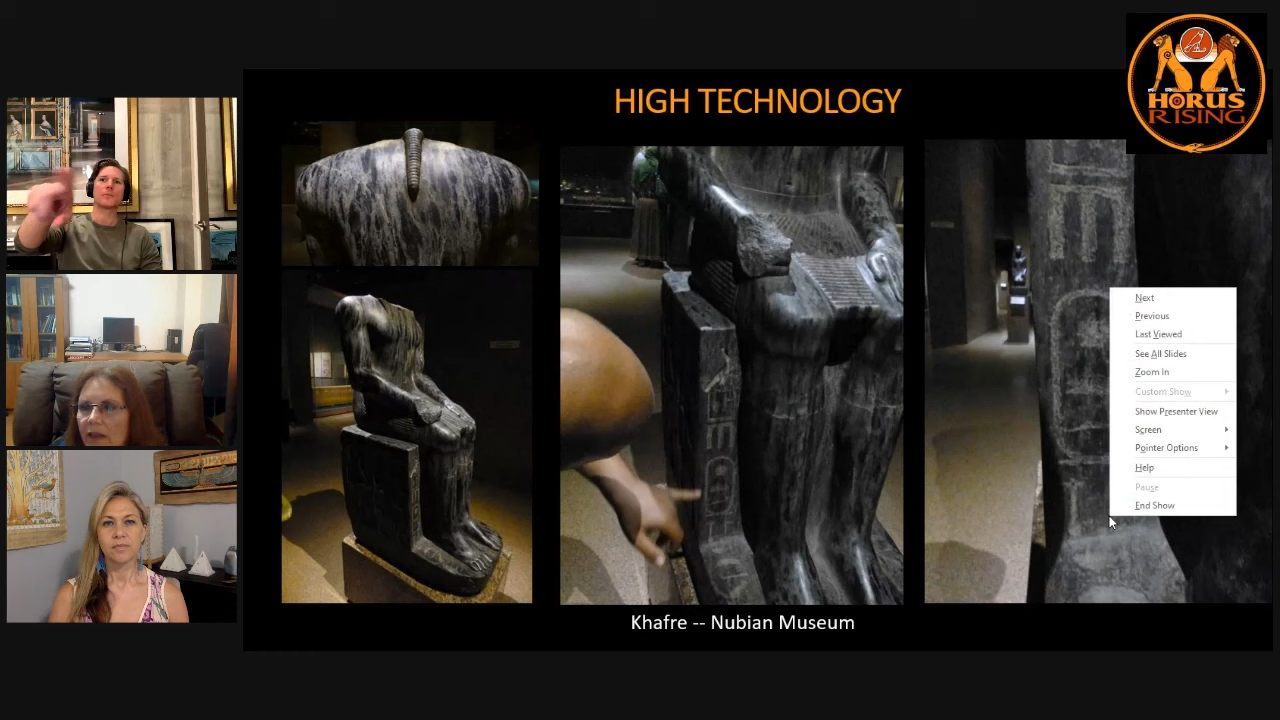 HIGH TECHNOLOGY
HORUS
RISING
Next
Previous
Last Viewed
See All Slides
Zoom In
Custom Show
Show Presenter View
Screen
Pointer Options
Help
Pause
End Show
Khafre -- Nubian Museum